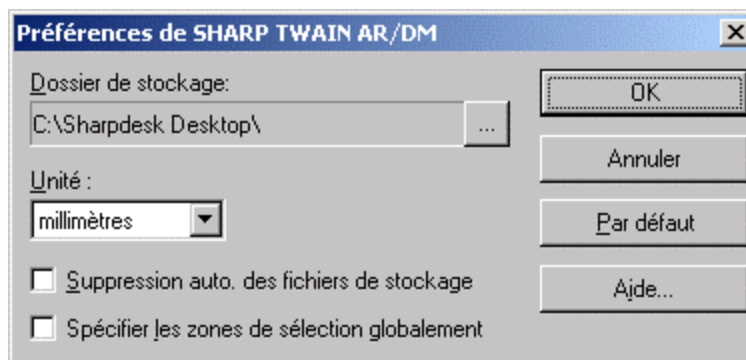 Préférences de SHARP TWAIN AR/DM
Dossier de stockage:
C:\Sharpdesk Desktop\
...
Unité :
millimètres
Suppression auto. des fichiers de stockage
Spécifier les zones de sélection globalement
OK
Annuler
Par défaut
Aide...